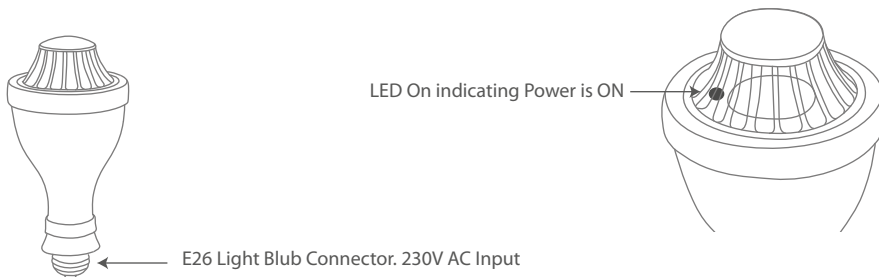 LED On indicating Power is ON
E26 Light Blub Connector. 230V AC Input